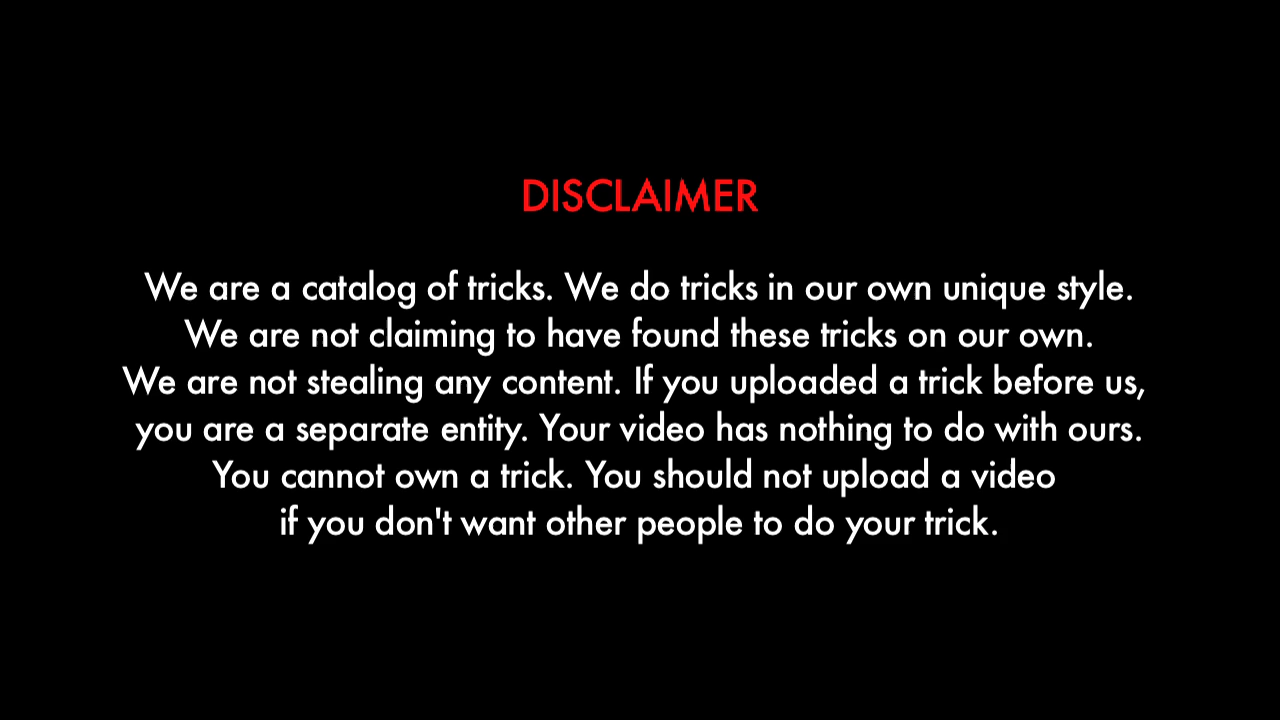 DISCLAIMER
We are a catalog of tricks. We do tricks in our own unique style.
We are not claiming to have found these tricks on our own.
We are not stealing any content. If you uploaded a trick before us,
you are a separate entity. Your video has nothing to do with ours.
You cannot own a trick. You should not upload a video
if you don't want other people to do your trick.